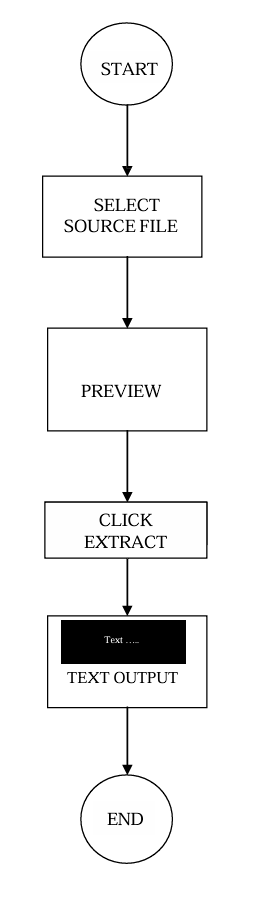 START
SELECT
SOURCE FILE
PREVIEW
CLICK
EXTRACT
Text …..
TEXT OUTPUT
END